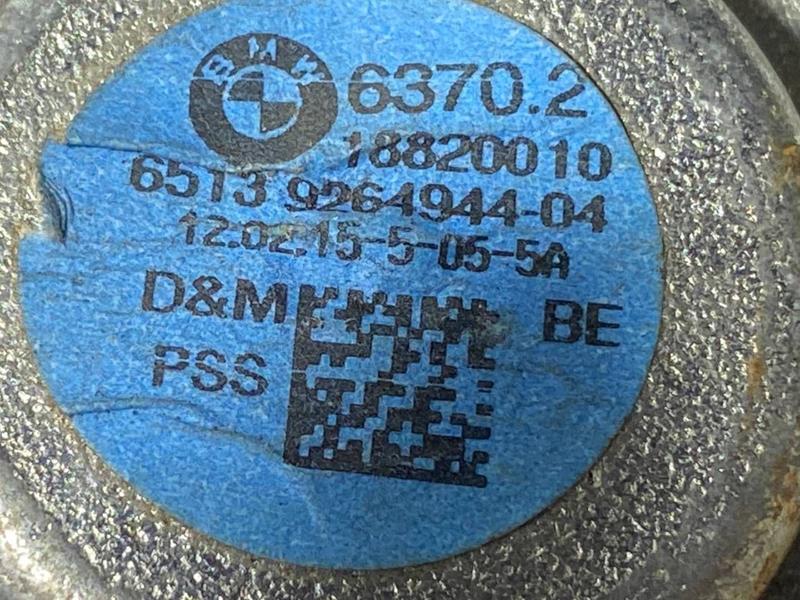 BMW 6370.2
18820010
6513 9264944-04
12.02.15-5-05-5A
D&M BE
PSS